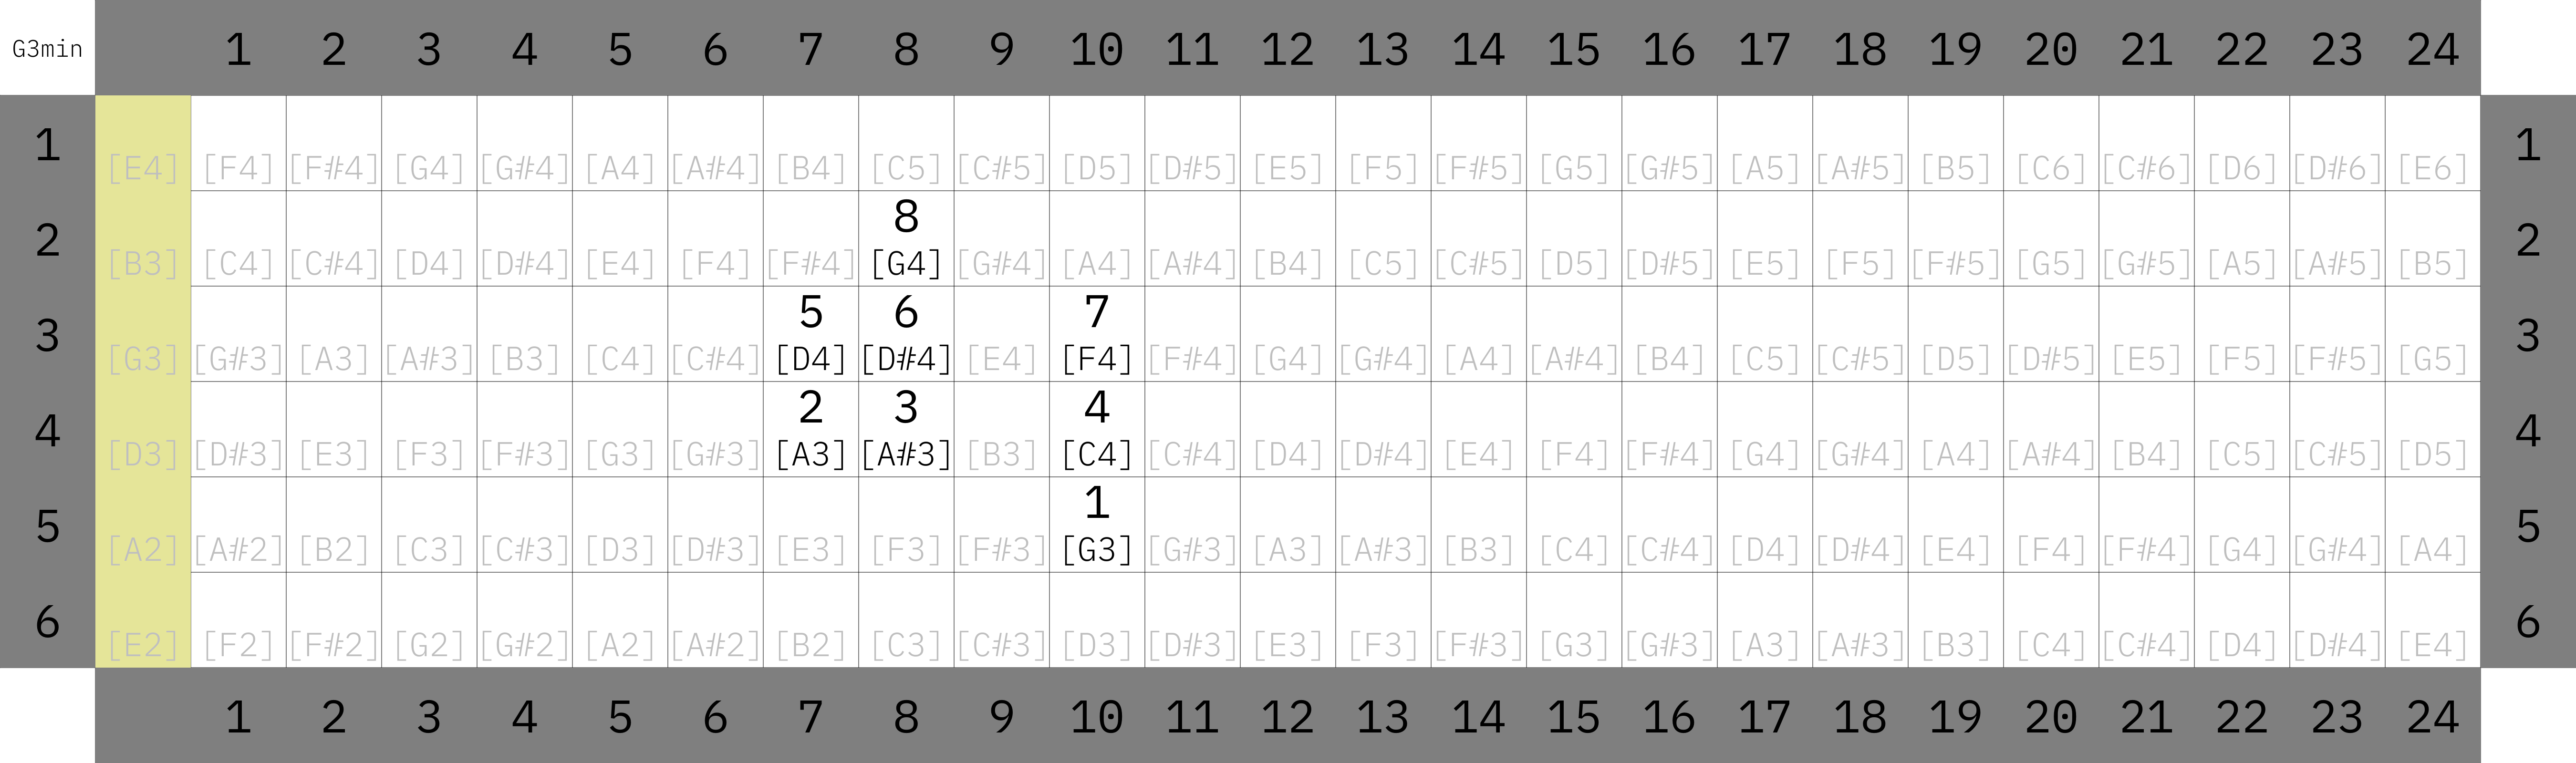 G3min 1 2 3 4 5 6 7 8 9 10 11 12 13 14 15 16 17 18 19 20 21 22 23 24
1 [E4] [F4] [F#4] [G4] [G#4] [A4] [A#4] [B4] [C5] [C#5] [D5] [D#5] [E5] [F5] [F#5] [G5] [G#5] [A5] [A#5] [B5] [C6] [C#6] [D6] [D#6] [E6] 1
8
2 [B3] [C4] [C#4] [D4] [D#4] [E4] [F4] [F#4] [G4] [G#4] [A4] [A#4] [B4] [C5] [C#5] [D5] [D#5] [E5] [F5] [F#5] [G5] [G#5] [A5] [A#5] [B5] 2
5 6 7
3 [G3] [G#3] [A3] [A#3] [B3] [C4] [C#4] [D4] [D#4] [E4] [F4] [F#4] [G4] [G#4] [A4] [A#4] [B4] [C5] [C#5] [D5] [D#5] [E5] [F5] [F#5] [G5] 3
2 3 4
4 [D3] [D#3] [E3] [F3] [F#3] [G3] [G#3] [A3] [A#3] [B3] [C4] [C#4] [D4] [D#4] [E4] [F4] [F#4] [G4] [G#4] [A4] [A#4] [B4] [C5] [C#5] [D5] 4
1
5 [A2] [A#2] [B2] [C3] [C#3] [D3] [D#3] [E3] [F3] [F#3] [G3] [G#3] [A3] [A#3] [B3] [C4] [C#4] [D4] [D#4] [E4] [F4] [F#4] [G4] [G#4] [A4] 5
6 [E2] [F2] [F#2] [G2] [G#2] [A2] [A#2] [B2] [C3] [C#3] [D3] [D#3] [E3] [F3] [F#3] [G3] [G#3] [A3] [A#3] [B3] [C4] [C#4] [D4] [D#4] [E4] 6
1 2 3 4 5 6 7 8 9 10 11 12 13 14 15 16 17 18 19 20 21 22 23 24